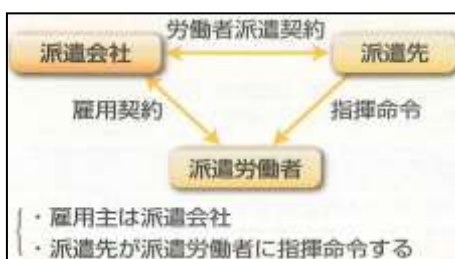 労働者派遣契約
派遣会社
派遣先
雇用契約
指揮命令
派遣労働者
・雇用主は派遣会社
・派遣先が派遣労働者に指揮命令する